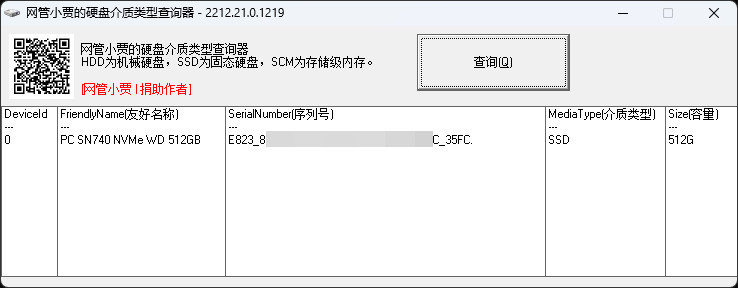 网管小贾的硬盘介质类型查询器 - 2212.21.0.1219
网管小贾的硬盘介质类型查询器
HDD为机械硬盘，SSD为固态硬盘，SCM为存储级内存。
[网管小贾 | 捐助作者]
查询(Q)
DeviceId FriendlyName(友好名称) SerialNumber(序列号) MediaType(介质类型) Size(容量)
--- --- --- --- ---
0 PC SN740 NVMe WD 512GB E823_8 C_35FC. SSD 512G